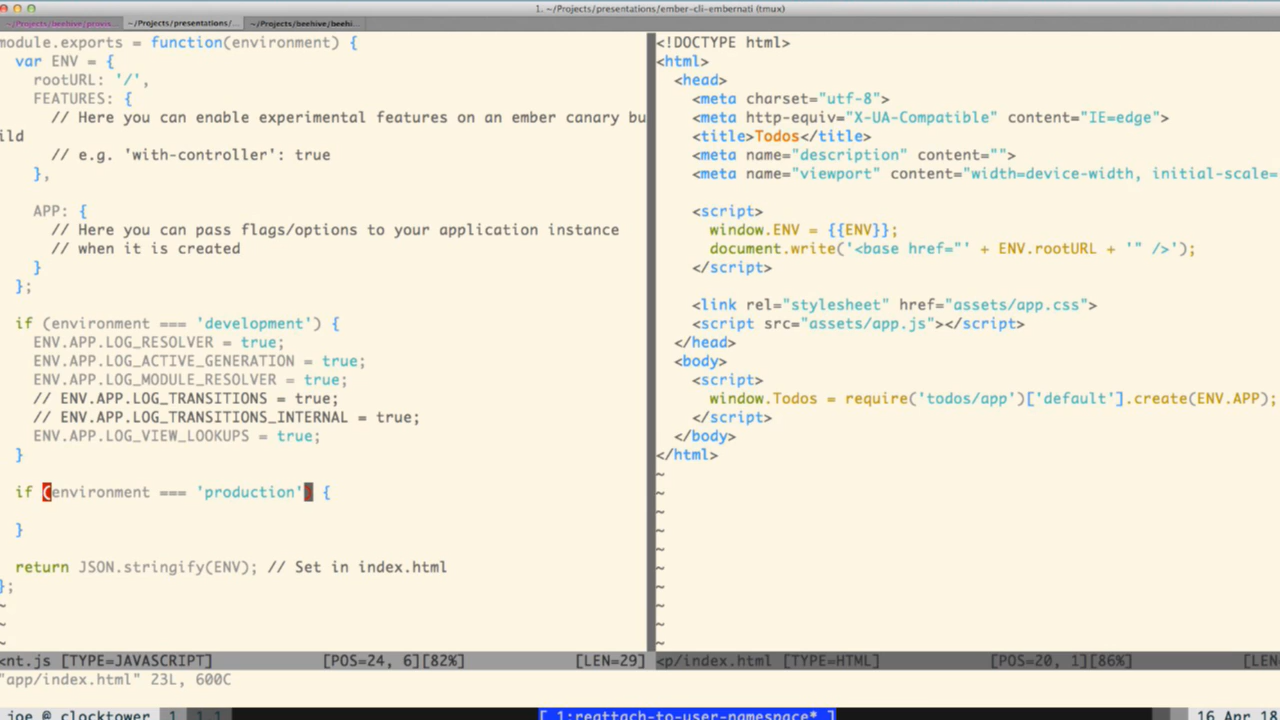 1. ~/Projects/presentations/ember-cli-embernati (tmux)
~/Projects/beehive/provis...
~/Projects/presentations/...
~/Projects/beehive/beehi...
module.exports = function(environment) {
var ENV = {
rootURL: '/',
FEATURES: {
// Here you can enable experimental features on an ember canary bu
ild
// e.g. 'with-controller': true
},
APP: {
// Here you can pass flags/options to your application instance
// when it is created
}
};
if (environment === 'development') {
ENV.APP.LOG_RESOLVER = true;
ENV.APP.LOG_ACTIVE_GENERATION = true;
ENV.APP.LOG_MODULE_RESOLVER = true;
// ENV.APP.LOG_TRANSITIONS = true;
// ENV.APP.LOG_TRANSITIONS_INTERNAL = true;
ENV.APP.LOG_VIEW_LOOKUPS = true;
}
if (environment === 'production') {
}
return JSON.stringify(ENV); // Set in index.html
};
~
~
~
<nt.js [TYPE=JAVASCRIPT] [POS=24, 6][82%] [LEN=29]
<!DOCTYPE html>
<html>
<head>
<meta charset="utf-8">
<meta http-equiv="X-UA-Compatible" content="IE=edge">
<title>Todos</title>
<meta name="description" content="">
<meta name="viewport" content="width=device-width, initial-scale=
<script>
window.ENV = {{ENV}};
document.write('<base href="' + ENV.rootURL + '" />');
</script>
<link rel="stylesheet" href="assets/app.css">
<script src="assets/app.js"></script>
</head>
<body>
<script>
window.Todos = require('todos/app')['default'].create(ENV.APP);
</script>
</body>
</html>
~
~
~
~
~
~
~
~
~
~
<p/index.html [TYPE=HTML] [POS=20, 1][86%] [LEN
"app/index.html" 23L, 600C
joe @ clocktower 1 1 1 [ 1:reattach-to-user-namespace* ] 16 Apr 18